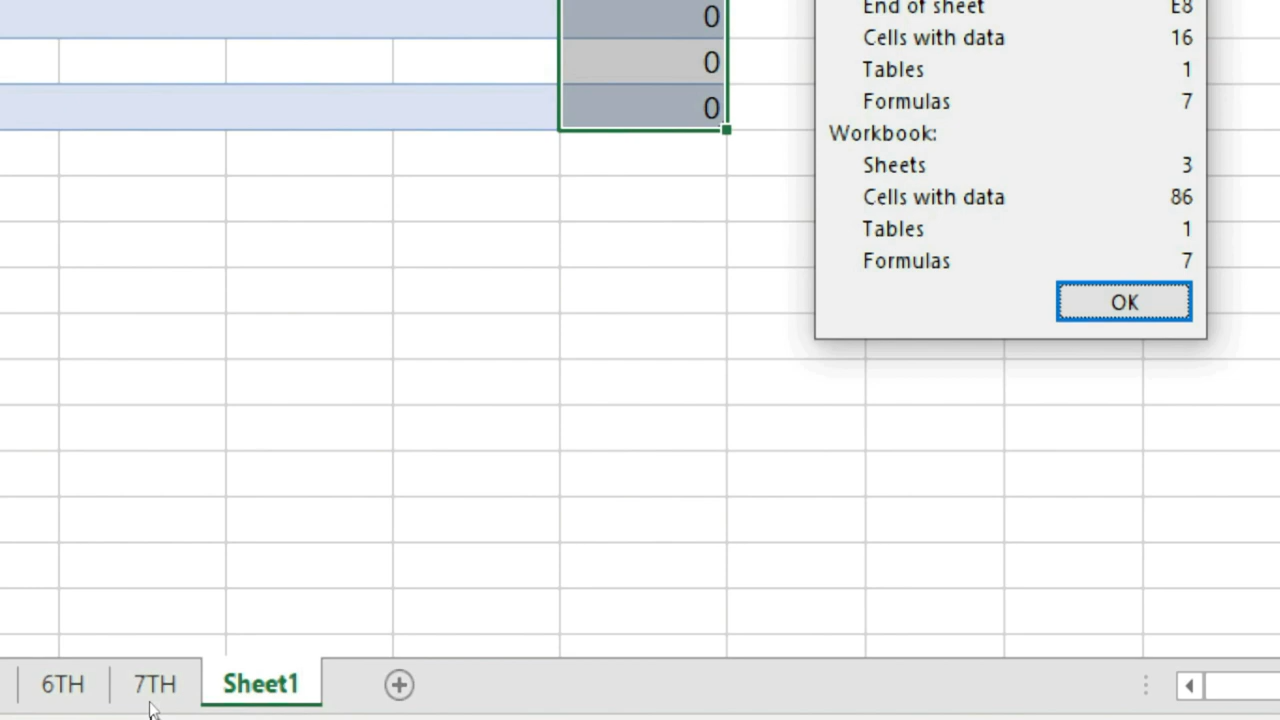 0
0
0
End of sheet E8
Cells with data 16
Tables 1
Formulas 7
Workbook:
Sheets 3
Cells with data 86
Tables 1
Formulas 7
OK
6TH 7TH Sheet1